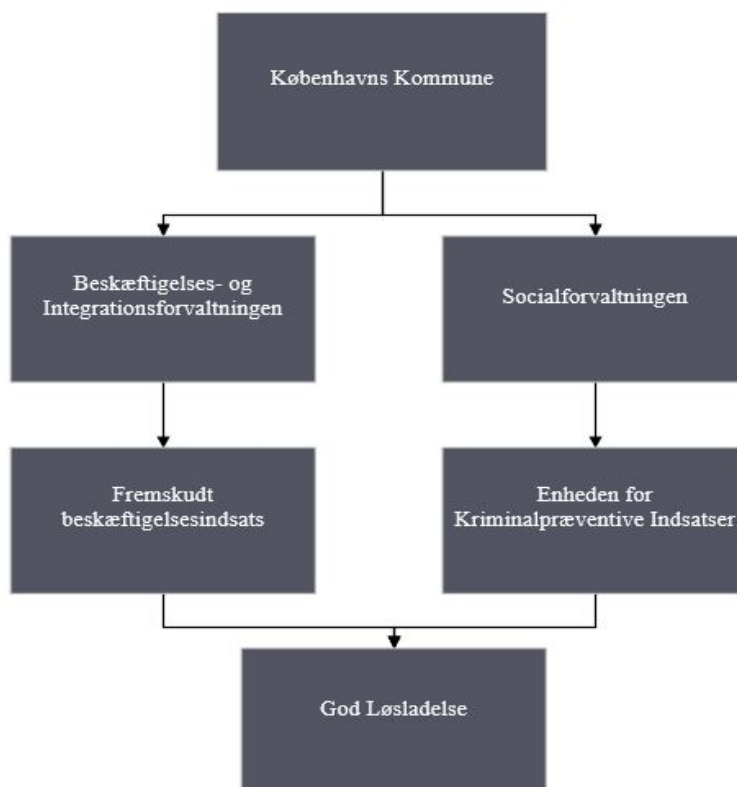 Københavns Kommune
Beskæftigelses- og
Integrationsforvaltningen
Socialforvaltningen
Fremskudt
beskæftigelsesindsats
Enheden for
Kriminalpræventive Indsatser
God Løsladelse